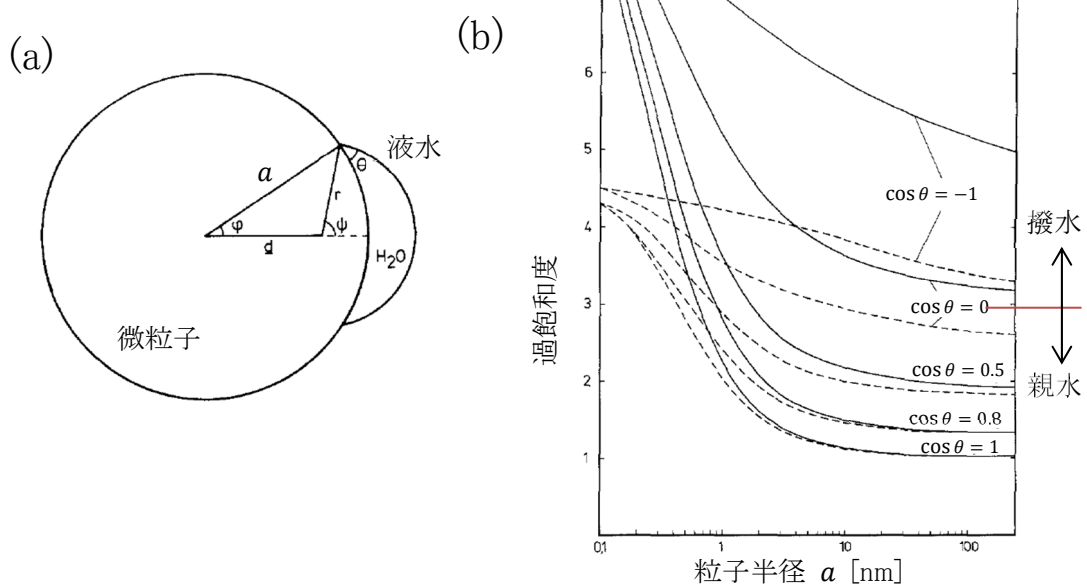 (a)
a
θ
液水
r
φ
ψ
d
H₂O
微粒子
(b)
過飽和度
6
5
4
3
2
1
cos θ = −1
cos θ = 0
cos θ = 0.5
cos θ = 0.8
cos θ = 1
撥水
親水
0,1
1
10
100
粒子半径 a [nm]